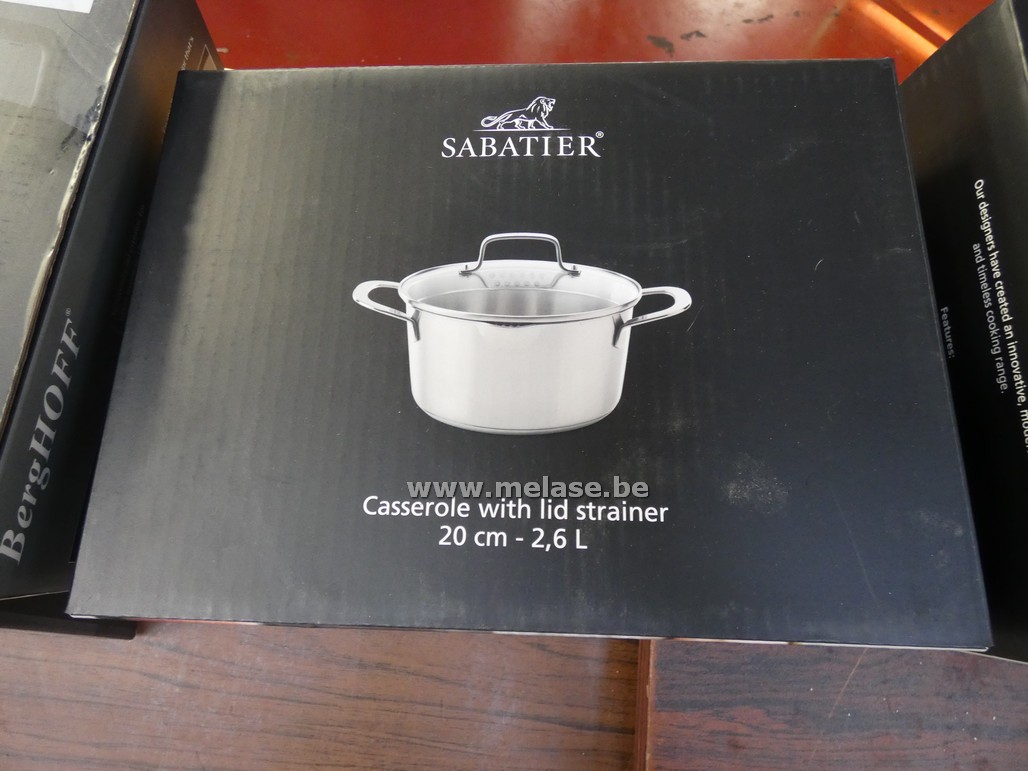 SABATIER®
www.melase.be
Casserole with lid strainer
20 cm - 2,6 L
BergHOFF®
Our designers have created an innovative, 
and timeless cooking range.
Features: